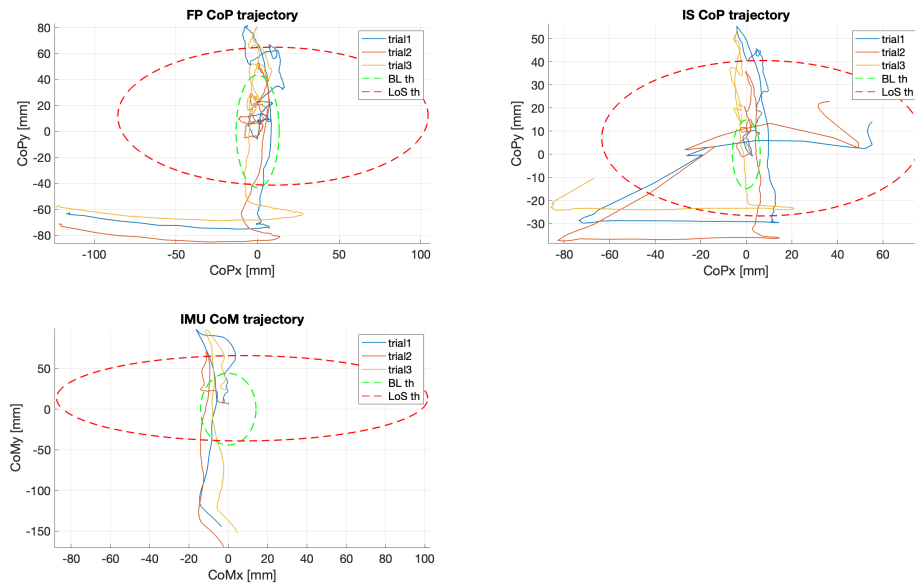 FP CoP trajectory
CoPy [mm]
80
60
40
20
0
-20
-40
-60
-80
-100
-50
0
50
100
CoPx [mm]
trial1
trial2
trial3
BL th
LoS th
IS CoP trajectory
CoPy [mm]
50
40
30
20
10
0
-10
-20
-30
-80
-60
-40
-20
0
20
40
60
CoPx [mm]
trial1
trial2
trial3
BL th
LoS th
IMU CoM trajectory
CoMy [mm]
50
0
-50
-100
-150
-80
-60
-40
-20
0
20
40
60
80
100
CoMx [mm]
trial1
trial2
trial3
BL th
LoS th